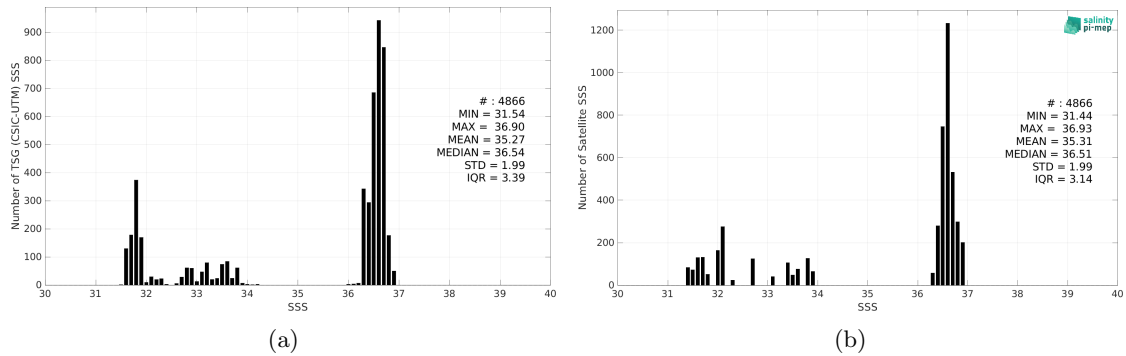 900
800
700
600
500
400
300
200
100
0
Number of TSG (CSIC-UTM) SSS
# : 4866
MIN = 31.54
MAX = 36.90
MEAN = 35.27
MEDIAN = 36.54
STD = 1.99
IQR = 3.39
30 31 32 33 34 35 36 37 38 39 40
SSS
(a)
salinity
pi-mep
1200
1000
800
600
400
200
0
Number of Satellite SSS
# : 4866
MIN = 31.44
MAX = 36.93
MEAN = 35.31
MEDIAN = 36.51
STD = 1.99
IQR = 3.14
30 31 32 33 34 35 36 37 38 39 40
SSS
(b)